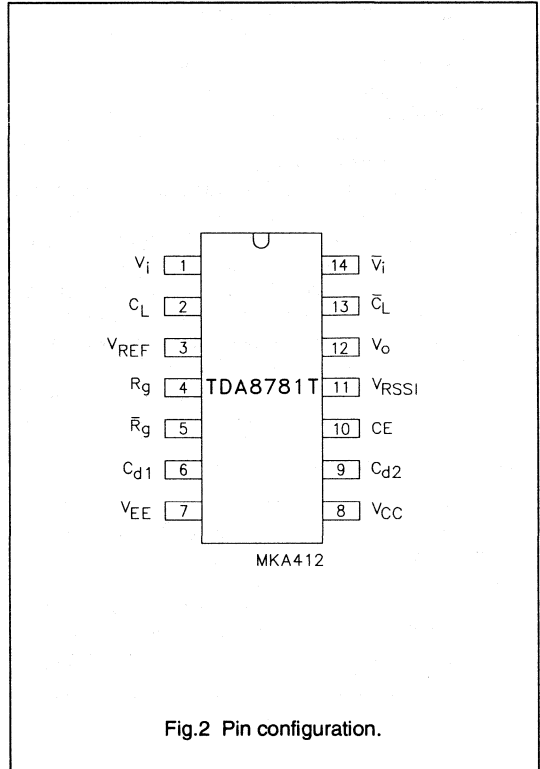 V̄i 1 14 V̄i
CL 2 13 C̄L
VREF 3 12 Vo
Rg 4 TDA8781T 11 VRSSI
R̄g 5 10 CE
Cd1 6 9 Cd2
VEE 7 8 VCC
MKA412
Fig.2 Pin configuration.